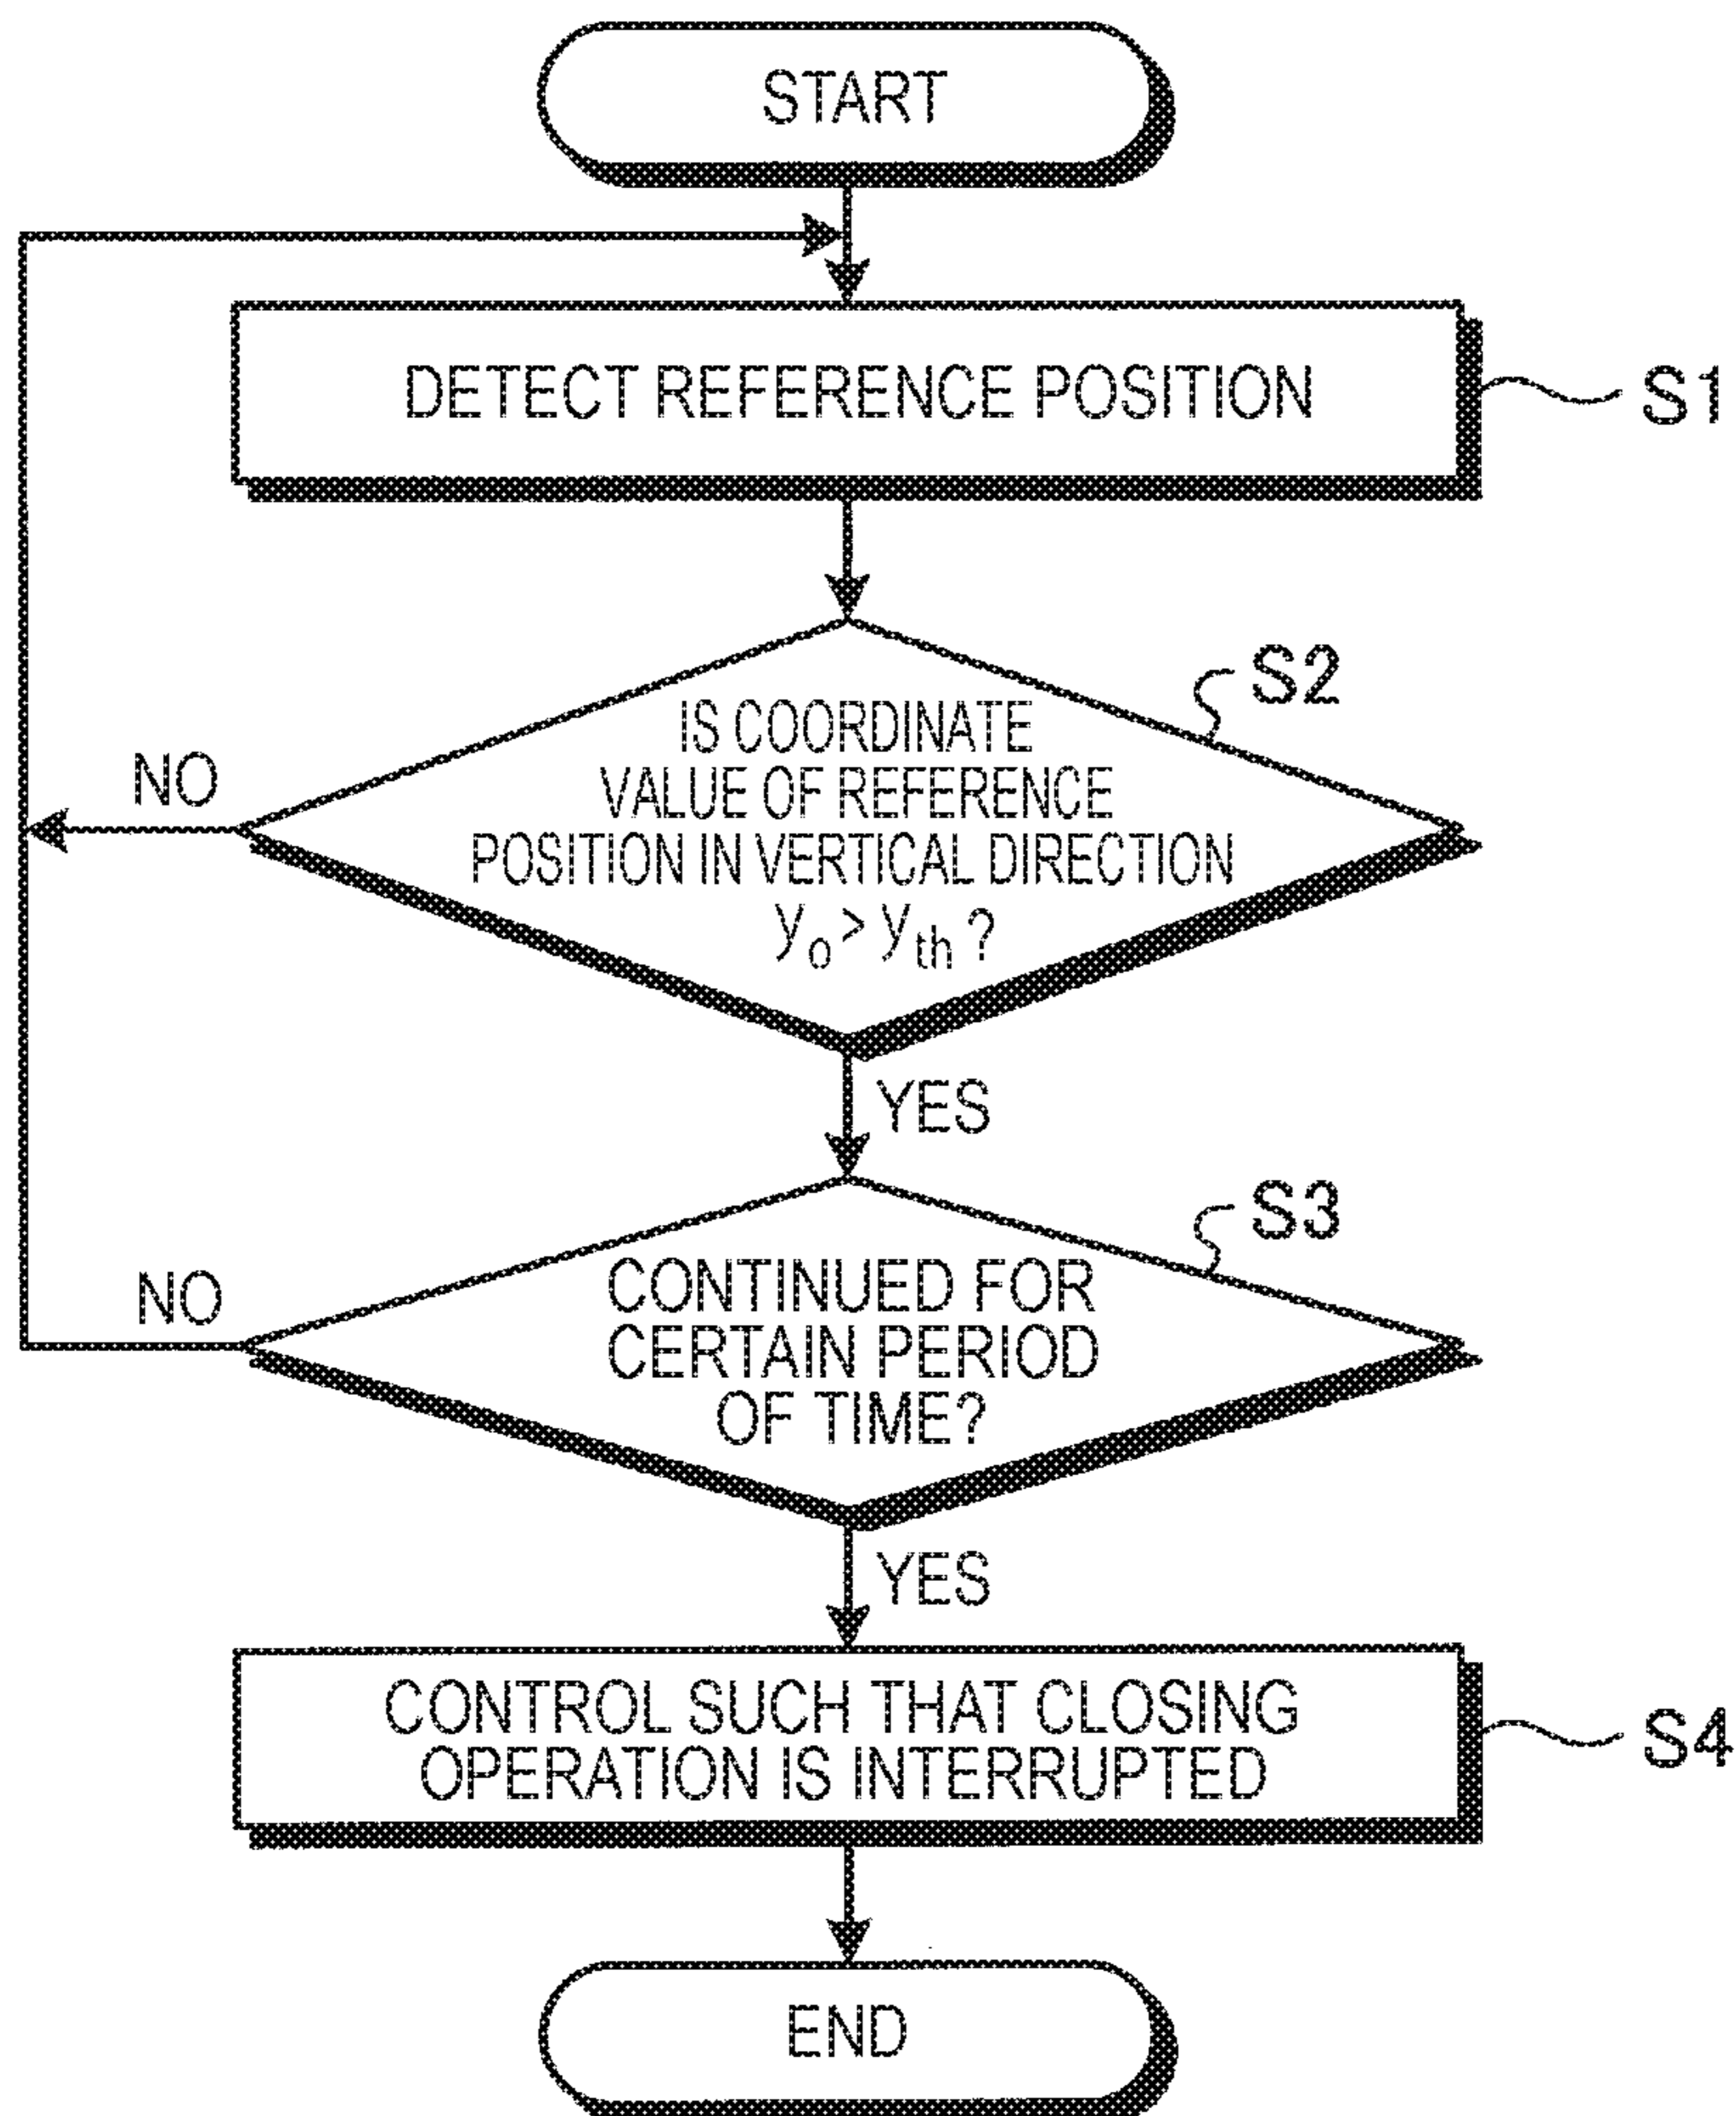 START
DETECT REFERENCE POSITION
S1
S2
IS COORDINATE
VALUE OF REFERENCE
POSITION IN VERTICAL DIRECTION
yo > yth ?
NO
YES
S3
CONTINUED FOR
CERTAIN PERIOD
OF TIME?
NO
YES
CONTROL SUCH THAT CLOSING
OPERATION IS INTERRUPTED
S4
END